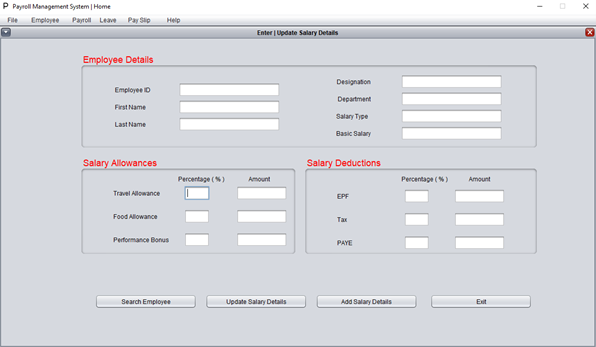 P Payroll Management System | Home
File Employee Payroll Leave Pay Slip Help
Enter | Update Salary Details
Employee Details
Employee ID
First Name
Last Name
Designation
Department
Salary Type
Basic Salary
Salary Allowances
Percentage ( % ) Amount
Travel Allowance
Food Allowance
Performance Bonus
Salary Deductions
Percentage ( % ) Amount
EPF
Tax
PAYE
Search Employee Update Salary Details Add Salary Details Exit